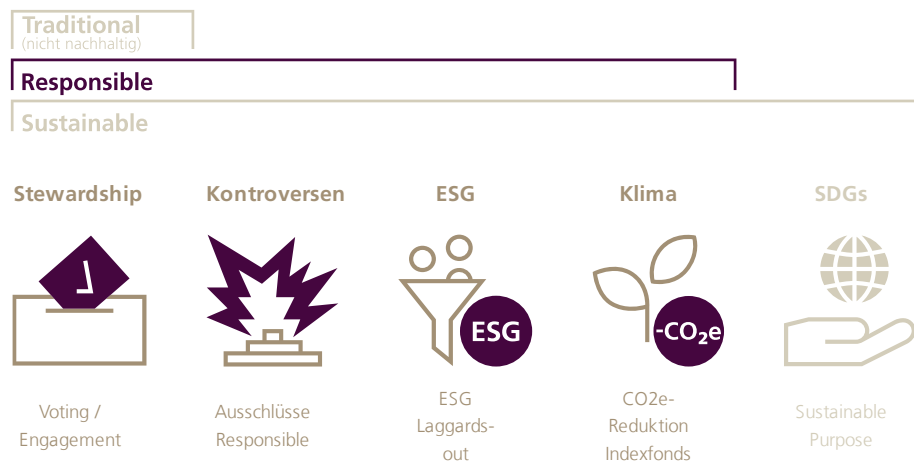 Traditional
(nicht nachhaltig)
Responsible
Sustainable
Stewardship Kontroversen ESG Klima SDGs
ESG -CO₂e
Voting / Engagement
Ausschlüsse Responsible
ESG Laggards-out
CO2e-Reduktion Indexfonds
Sustainable Purpose